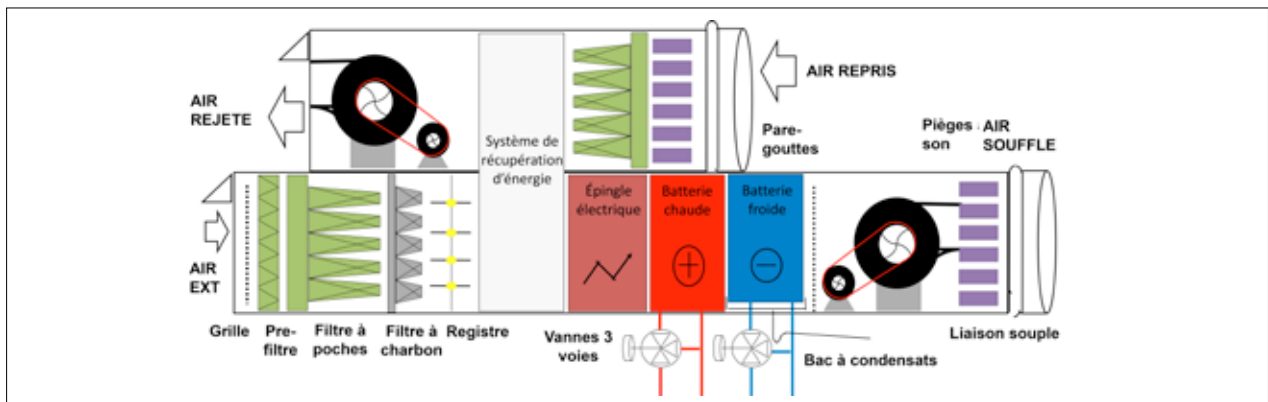 AIR REPRIS
AIR
REJETE
Système de
récupération
d'énergie
Pare-
gouttes
Pièges
son
AIR
SOUFFLE
Épingle
électrique
Batterie
chaude
Batterie
froide
AIR
EXT
Grille
Pre-
filtre
Filtre à
poches
Filtre à
charbon
Registre
Vannes 3
voies
Bac à condensats
Liaison souple